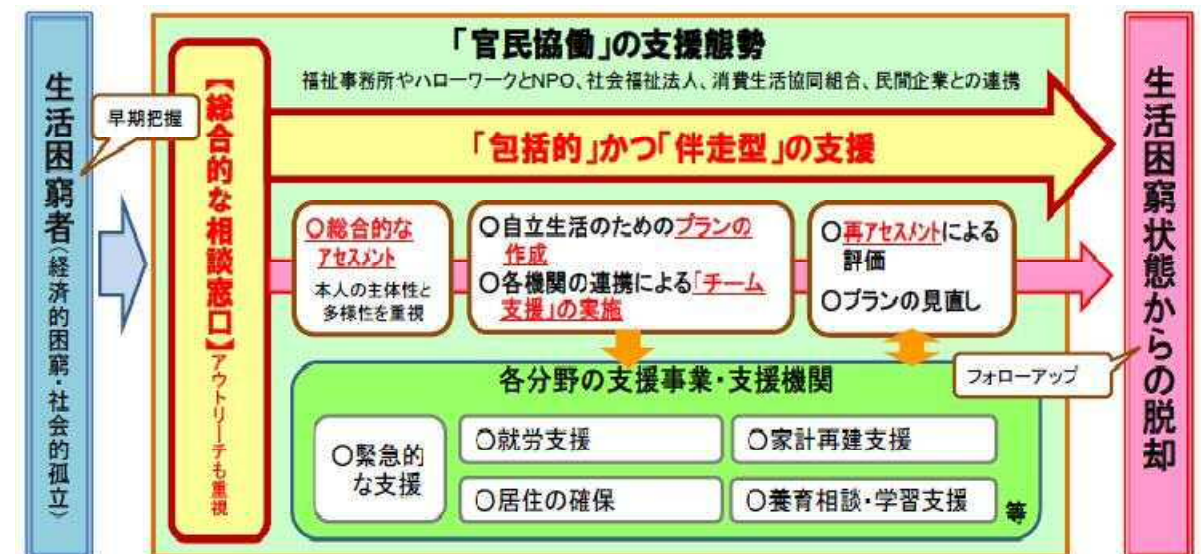 生活困窮者(経済的困窮・社会的孤立)
早期把握
【総合的な相談窓口】アウトリーチも重視
「官民協働」の支援態勢
福祉事務所やハローワークとNPO、社会福祉法人、消費生活協同組合、民間企業との連携
「包括的」かつ「伴走型」の支援
〇総合的な
アセスメント
本人の主体性と
多様性を重視
〇自立生活のためのプランの
作成
〇各機関の連携による「チーム
支援」の実施
〇再アセスメントによる
評価
〇プランの見直し
各分野の支援事業・支援機関
〇緊急的
な支援
〇就労支援
〇家計再建支援
〇居住の確保
〇養育相談・学習支援
等
フォローアップ
生活困窮状態からの脱却